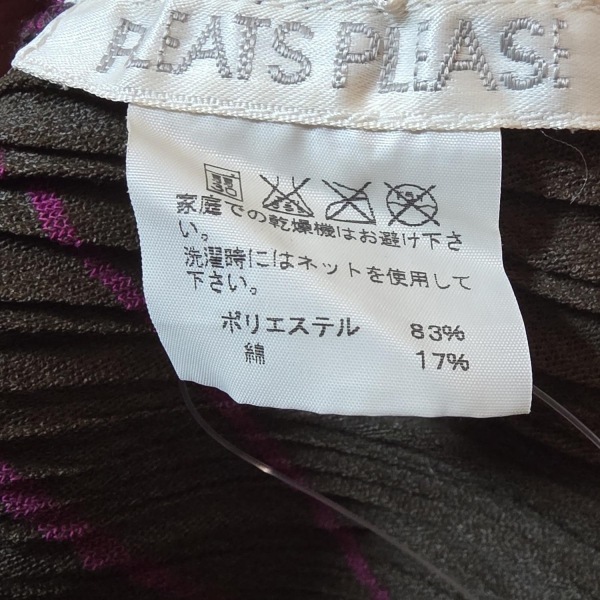 PLEATS PLEASE
家庭での乾燥機はお避け下さ
い。
洗濯時にはネットを使用して
下さい。
ポリエステル 83%
綿 17%